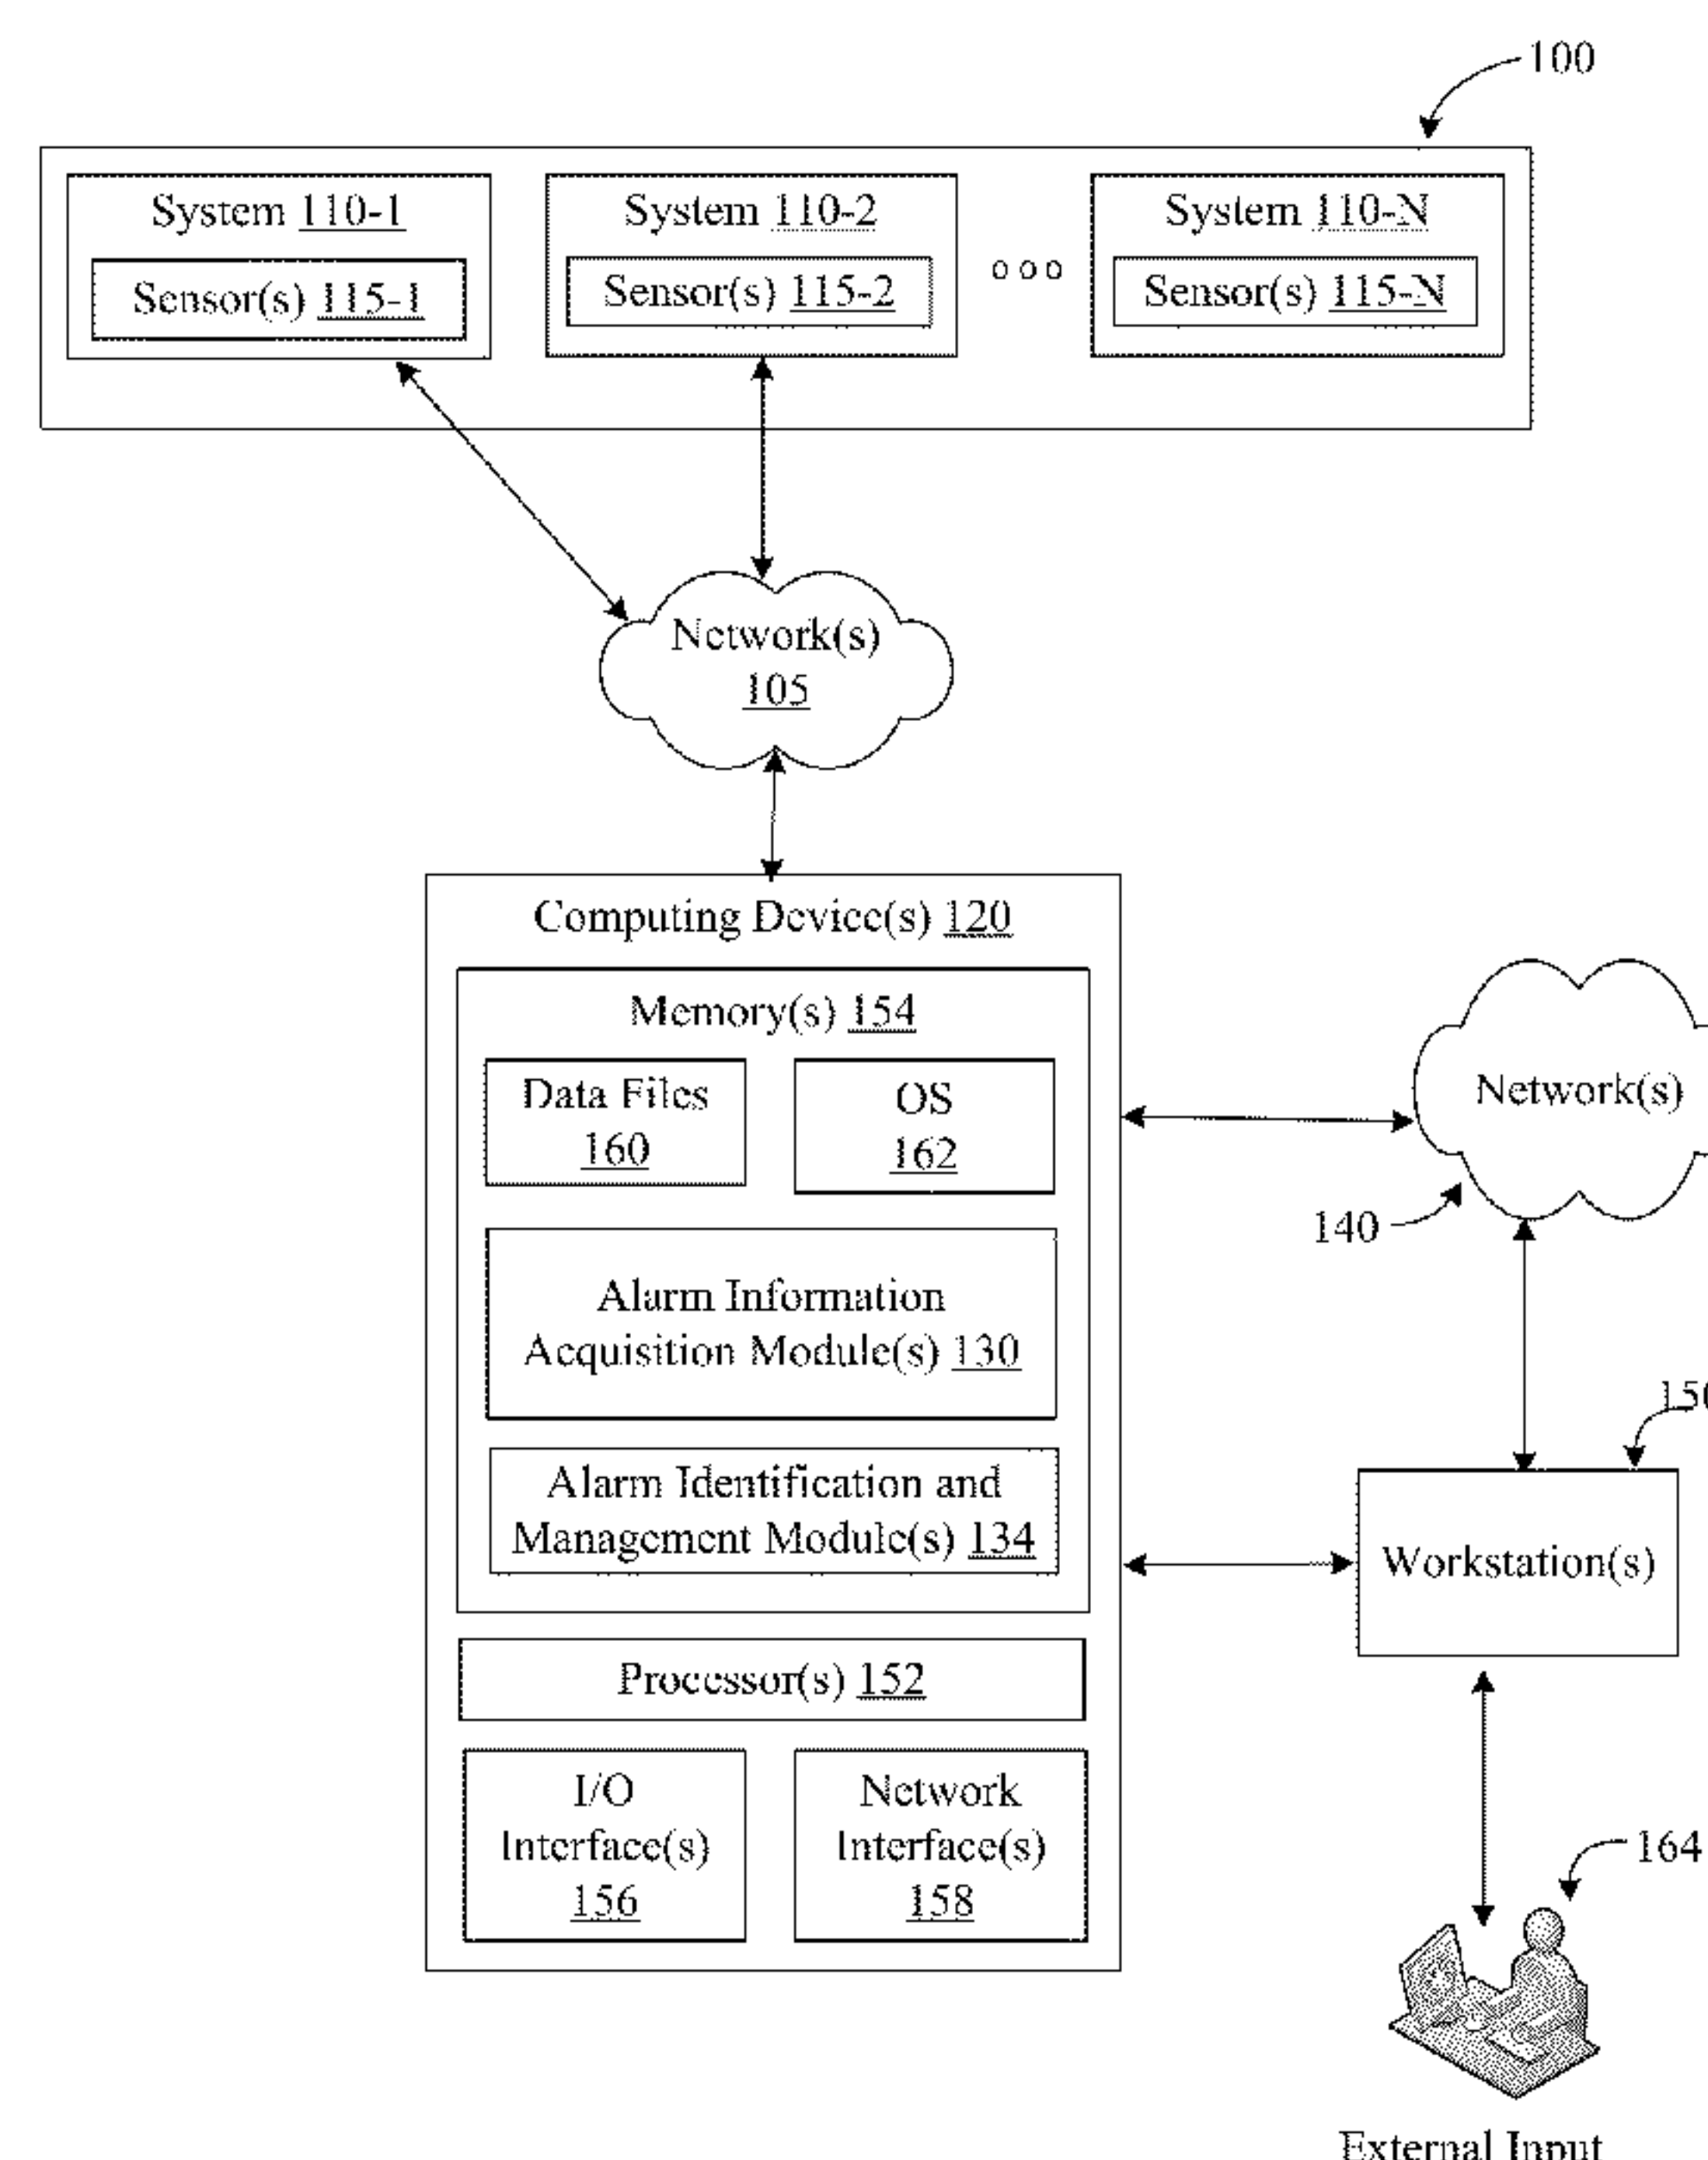 100
System 110-1
Sensor(s) 115-1
System 110-2
Sensor(s) 115-2
System 110-N
Sensor(s) 115-N
Network(s)
105
Computing Device(s) 120
Memory(s) 154
Data Files
160
OS
162
Alarm Information
Acquisition Module(s) 130
Alarm Identification and
Management Module(s) 134
Processor(s) 152
I/O
Interface(s)
156
Network
Interface(s)
158
Network(s)
140
Workstation(s)
164
External Input